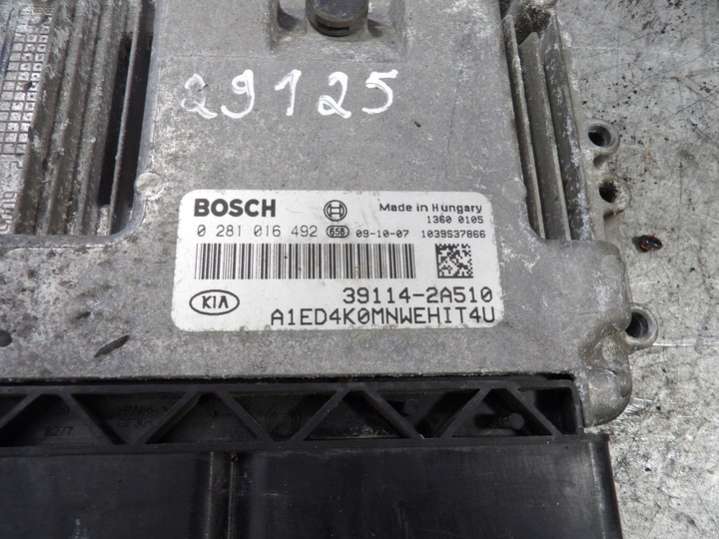 29125
BOSCH Made in Hungary
1360 0105
0 281 016 492 658 09-10-07 1039S37866
39114-2A510
KIA A1ED4K0MNWEHIT4U